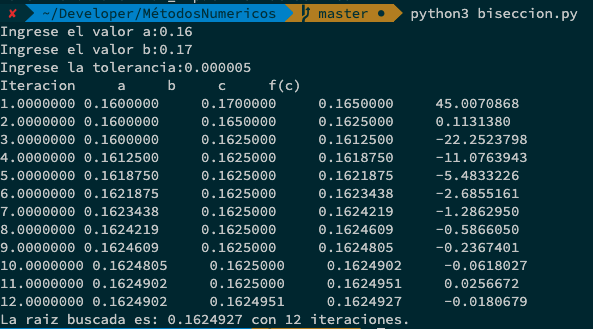 ✘ ~/Developer/MétodosNumericos master ● python3 biseccion.py
Ingrese el valor a:0.16
Ingrese el valor b:0.17
Ingrese la tolerancia:0.000005
Iteracion a b c f(c)
1.0000000 0.1600000 0.1700000 0.1650000 45.0070868
2.0000000 0.1600000 0.1650000 0.1625000 0.1131380
3.0000000 0.1600000 0.1625000 0.1612500 -22.2523798
4.0000000 0.1612500 0.1625000 0.1618750 -11.0763943
5.0000000 0.1618750 0.1625000 0.1621875 -5.4833226
6.0000000 0.1621875 0.1625000 0.1623438 -2.6855161
7.0000000 0.1623438 0.1625000 0.1624219 -1.2862950
8.0000000 0.1624219 0.1625000 0.1624609 -0.5866050
9.0000000 0.1624609 0.1625000 0.1624805 -0.2367401
10.0000000 0.1624805 0.1625000 0.1624902 -0.0618027
11.0000000 0.1624902 0.1625000 0.1624951 0.0256672
12.0000000 0.1624902 0.1624951 0.1624927 -0.0180679
La raiz buscada es: 0.1624927 con 12 iteraciones.